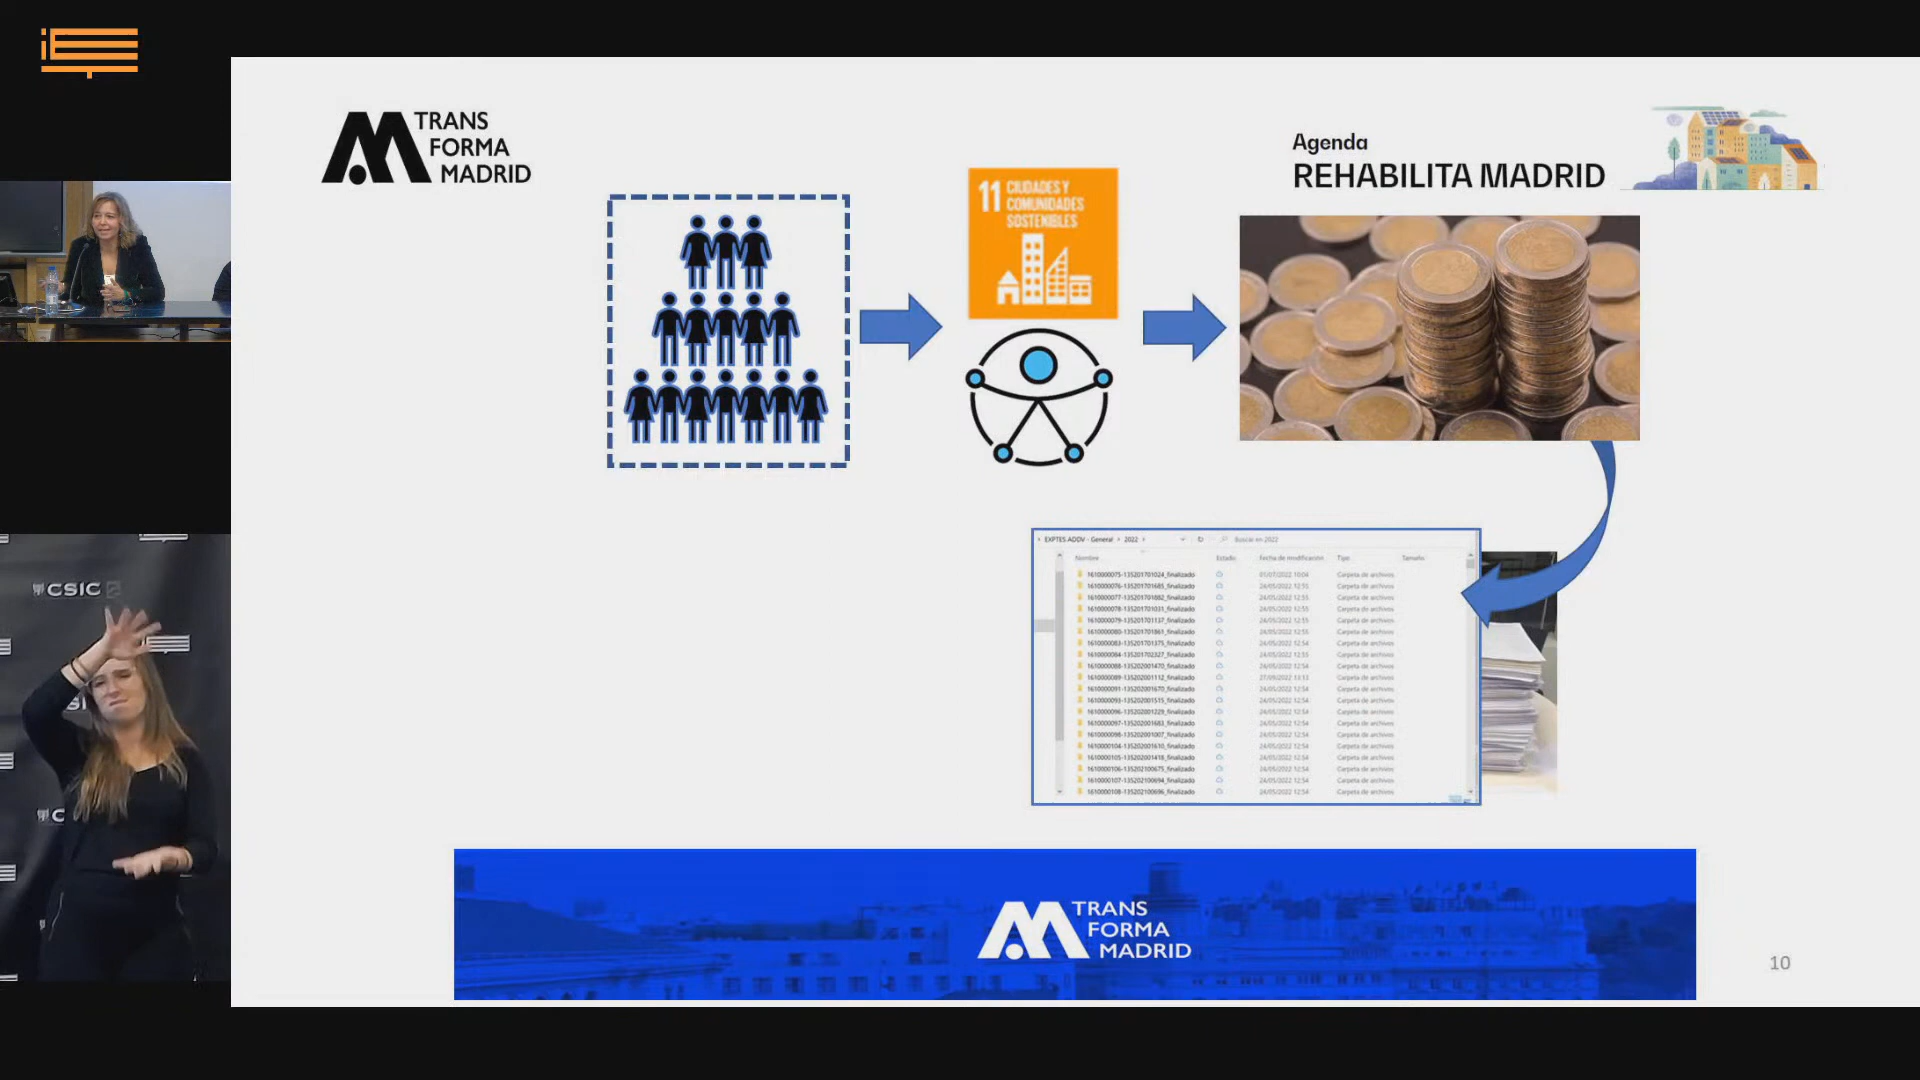 TRANS
FORMA
MADRID
Agenda
REHABILITA MADRID
11 CIUDADES Y
COMUNIDADES
SOSTENIBLES
EXPTES ADDV - General > 2022
Buscar en 2022
Nombre Estado Fecha de modificación Tipo Tamaño
1610000075-135201701024_finalizado 01/07/2022 10:04 Carpeta de archivos
1610000076-135201701685_finalizado 24/05/2022 12:55 Carpeta de archivos
1610000077-135201701882_finalizado 24/05/2022 12:55 Carpeta de archivos
1610000078-135201701031_finalizado 24/05/2022 12:55 Carpeta de archivos
1610000079-135201701137_finalizado 24/05/2022 12:55 Carpeta de archivos
1610000080-135201701861_finalizado 24/05/2022 12:55 Carpeta de archivos
1610000083-135201701375_finalizado 24/05/2022 12:54 Carpeta de archivos
1610000084-135201702327_finalizado 24/05/2022 12:55 Carpeta de archivos
1610000088-135202001470_finalizado 24/05/2022 12:54 Carpeta de archivos
1610000089-135202001112_finalizado 27/09/2022 13:13 Carpeta de archivos
1610000091-135202001670_finalizado 24/05/2022 12:54 Carpeta de archivos
1610000093-135202001515_finalizado 24/05/2022 12:54 Carpeta de archivos
1610000096-135202001229_finalizado 24/05/2022 12:54 Carpeta de archivos
1610000097-135202001683_finalizado 24/05/2022 12:54 Carpeta de archivos
1610000098-135202001007_finalizado 24/05/2022 12:54 Carpeta de archivos
1610000104-135202001610_finalizado 24/05/2022 12:54 Carpeta de archivos
1610000105-135202001418_finalizado 24/05/2022 12:54 Carpeta de archivos
1610000106-135202100675_finalizado 24/05/2022 12:54 Carpeta de archivos
1610000107-135202100694_finalizado 24/05/2022 12:54 Carpeta de archivos
1610000108-135202100696_finalizado 24/05/2022 12:54 Carpeta de archivos
CSIC
TRANS
FORMA
MADRID
10